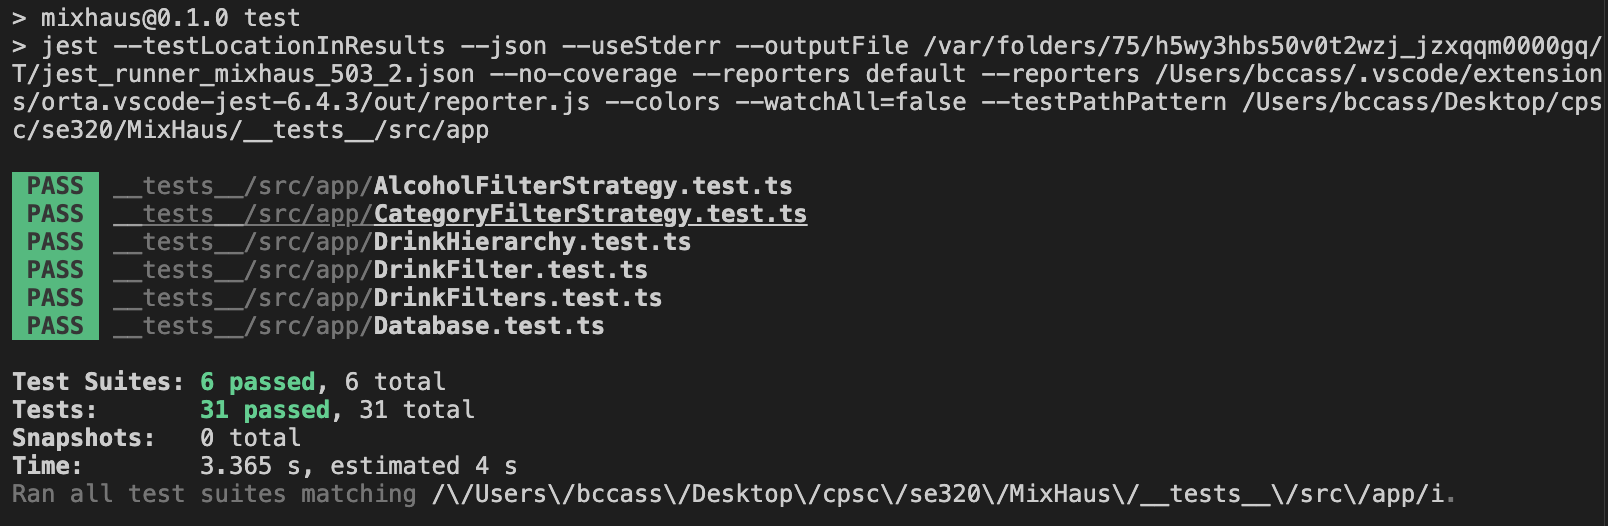 > mixhaus@0.1.0 test
> jest --testLocationInResults --json --useStderr --outputFile /var/folders/75/h5wy3hbs50v0t2wzj_jzxqqm0000gq/
T/jest_runner_mixhaus_503_2.json --no-coverage --reporters default --reporters /Users/bccass/.vscode/extension
s/orta.vscode-jest-6.4.3/out/reporter.js --colors --watchAll=false --testPathPattern /Users/bccass/Desktop/cps
c/se320/MixHaus/__tests__/src/app
PASS __tests__/src/app/AlcoholFilterStrategy.test.ts
PASS __tests__/src/app/CategoryFilterStrategy.test.ts
PASS __tests__/src/app/DrinkHierarchy.test.ts
PASS __tests__/src/app/DrinkFilter.test.ts
PASS __tests__/src/app/DrinkFilters.test.ts
PASS __tests__/src/app/Database.test.ts
Test Suites: 6 passed, 6 total
Tests: 31 passed, 31 total
Snapshots: 0 total
Time: 3.365 s, estimated 4 s
Ran all test suites matching /\/Users\/bccass\/Desktop\/cpsc\/se320\/MixHaus\/__tests__\/src\/app/i.